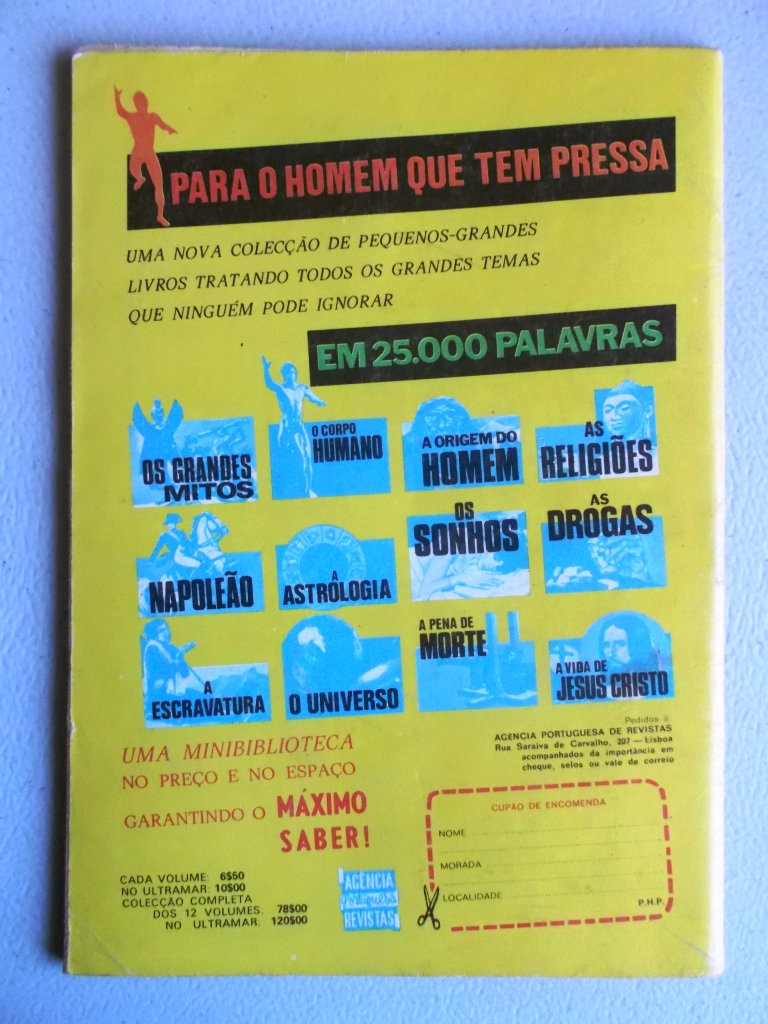 PARA O HOMEM QUE TEM PRESSA
UMA NOVA COLECÇÃO DE PEQUENOS-GRANDES
LIVROS TRATANDO TODOS OS GRANDES TEMAS
QUE NINGUÉM PODE IGNORAR
EM 25.000 PALAVRAS
OS GRANDES
MITOS
O CORPO
HUMANO
A ORIGEM DO
HOMEM
AS
RELIGIÕES
NAPOLEÃO
A
ASTROLOGIA
OS
SONHOS
AS
DROGAS
A
ESCRAVATURA
O UNIVERSO
A PENA DE
MORTE
A VIDA DE
JESUS CRISTO
UMA MINIBIBLIOTECA
NO PREÇO E NO ESPAÇO
GARANTINDO O MÁXIMO
SABER!
Pedidos à
AGENCIA PORTUGUESA DE REVISTAS
Rua Saraiva de Carvalho, 207 — Lisboa
acompanhados da importância em
cheque, selos ou vale de correio
CUPÃO DE ENCOMENDA
NOME
MORADA
LOCALIDADE
P.H.P.
CADA VOLUME: 6$50
NO ULTRAMAR: 10$00
COLECÇÃO COMPLETA
DOS 12 VOLUMES: 78$00
NO ULTRAMAR: 120$00
AGÊNCIA
portuguesa
REVISTAS